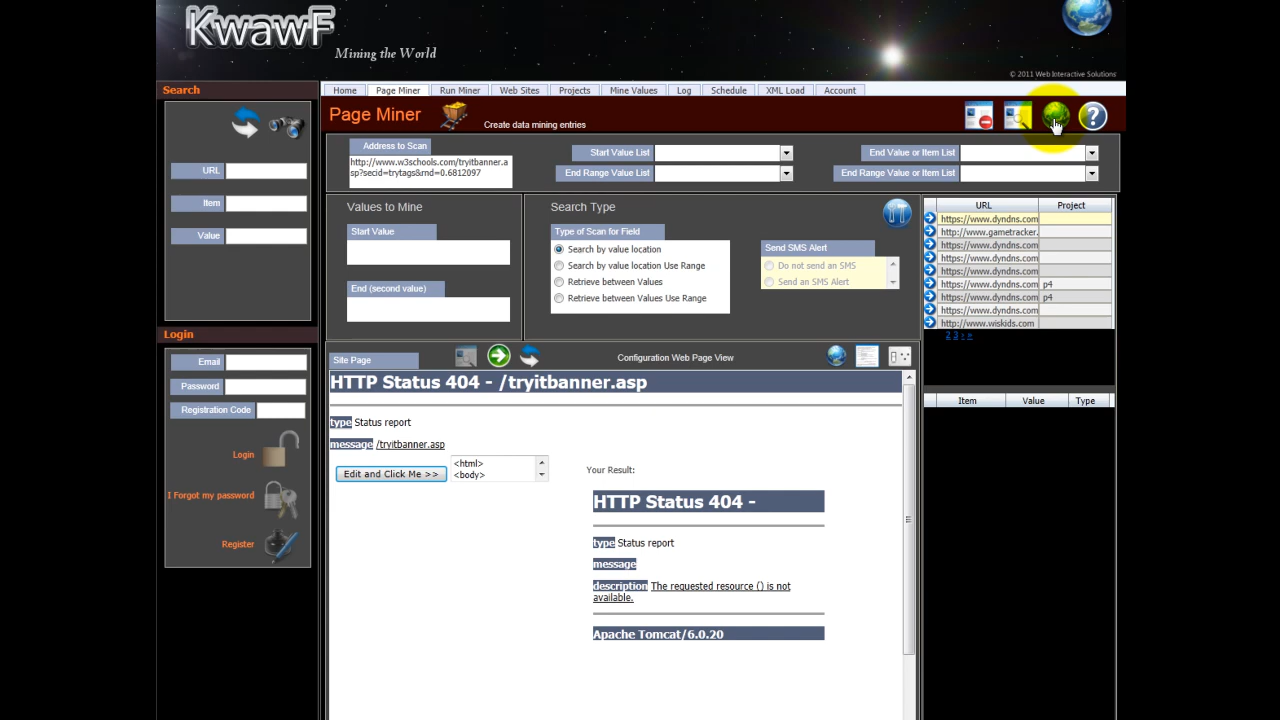 KwawF
Mining the World
© 2011 Web Interactive Solutions
Search
Home Page Miner Run Miner Web Sites Projects Mine Values Log Schedule XML Load Account
Page Miner
Create data mining entries
?
URL
Item
Value
Address to Scan
http://www.w3schools.com/tryitbanner.a
sp?secid=trytags&rnd=0.6812097
Start Value List
End Range Value List
End Value or Item List
End Range Value or Item List
Values to Mine
Start Value
End (second value)
Search Type
Type of Scan for Field
Search by value location
Search by value location Use Range
Retrieve between Values
Retrieve between Values Use Range
Send SMS Alert
Do not send an SMS
Send an SMS Alert
URL Project
https://www.dyndns.com
http://www.gametracker.
https://www.dyndns.com
https://www.dyndns.com
https://www.dyndns.com
https://www.dyndns.com p4
https://www.dyndns.com p4
https://www.dyndns.com
http://www.wiskids.com
2 3 › »
Item Value Type
Login
Email
Password
Registration Code
Login
I Forgot my password
Register
Site Page
Configuration Web Page View
HTTP Status 404 - /tryitbanner.asp
type Status report
message /tryitbanner.asp
Edit and Click Me >>
<html>
<body>
Your Result:
HTTP Status 404 -
type Status report
message
description The requested resource () is not
available.
Apache Tomcat/6.0.20